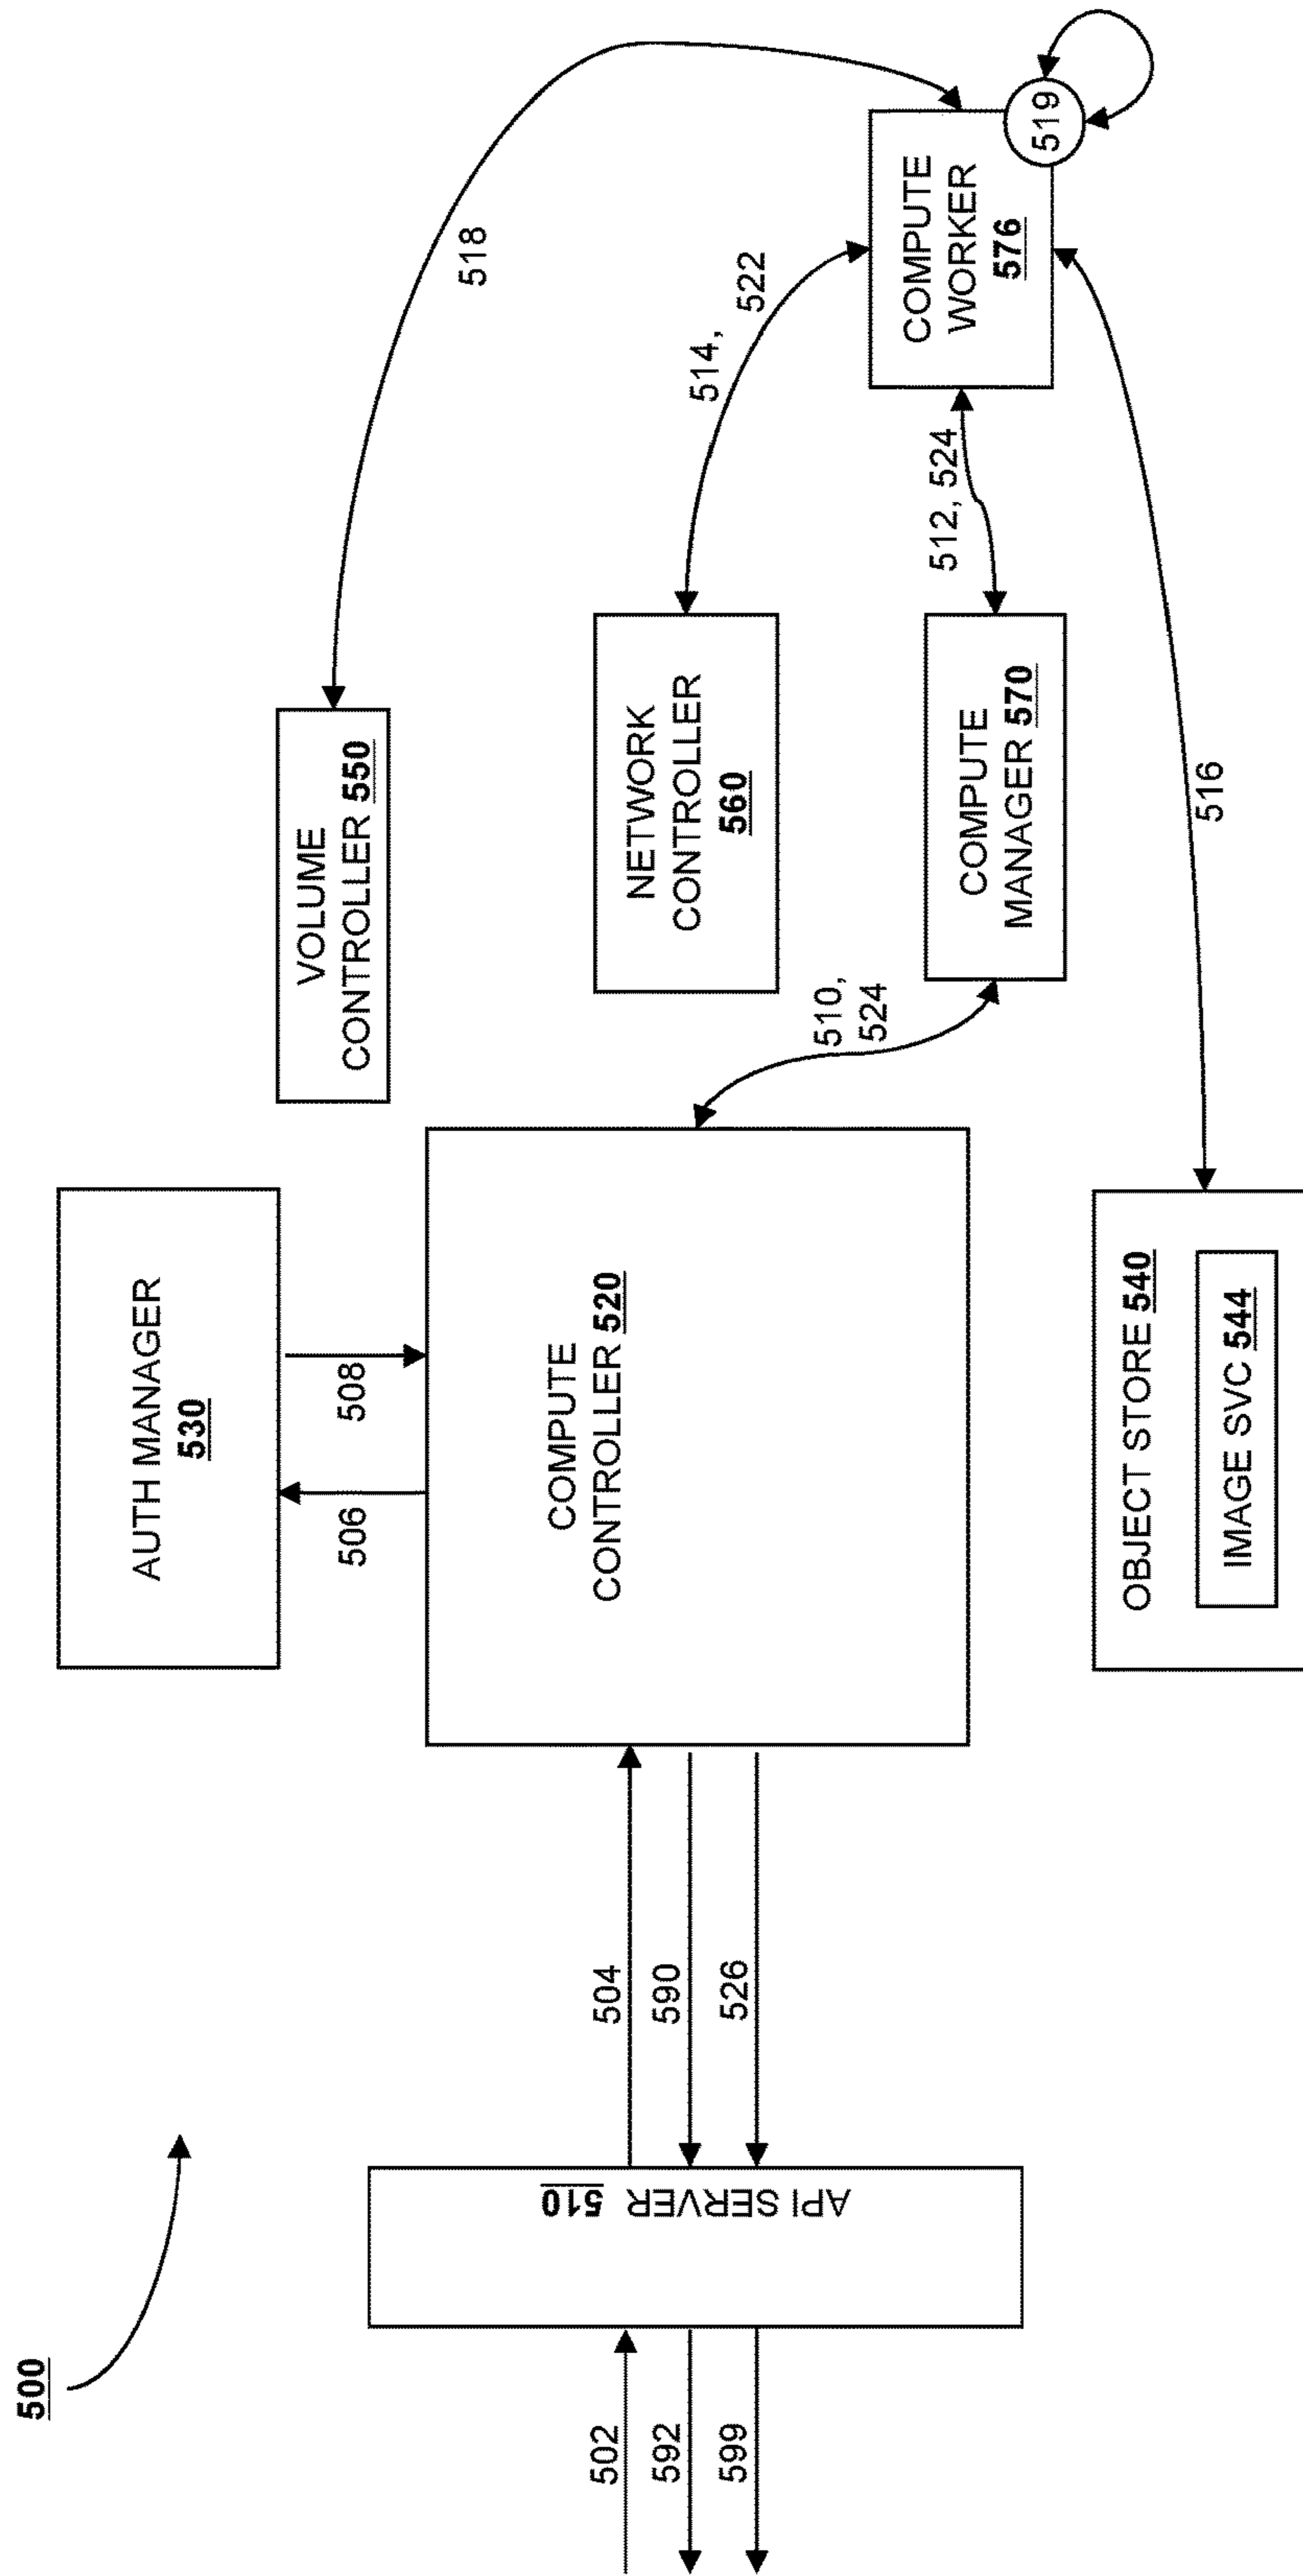 500
AUTH MANAGER
530
506
508
VOLUME
CONTROLLER 550
518
502
592
599
API SERVER 510
504
590
526
COMPUTE
CONTROLLER 520
510,
524
NETWORK
CONTROLLER
560
514,
522
COMPUTE
MANAGER 570
512, 524
COMPUTE
WORKER
576
519
OBJECT STORE 540
IMAGE SVC 544
516